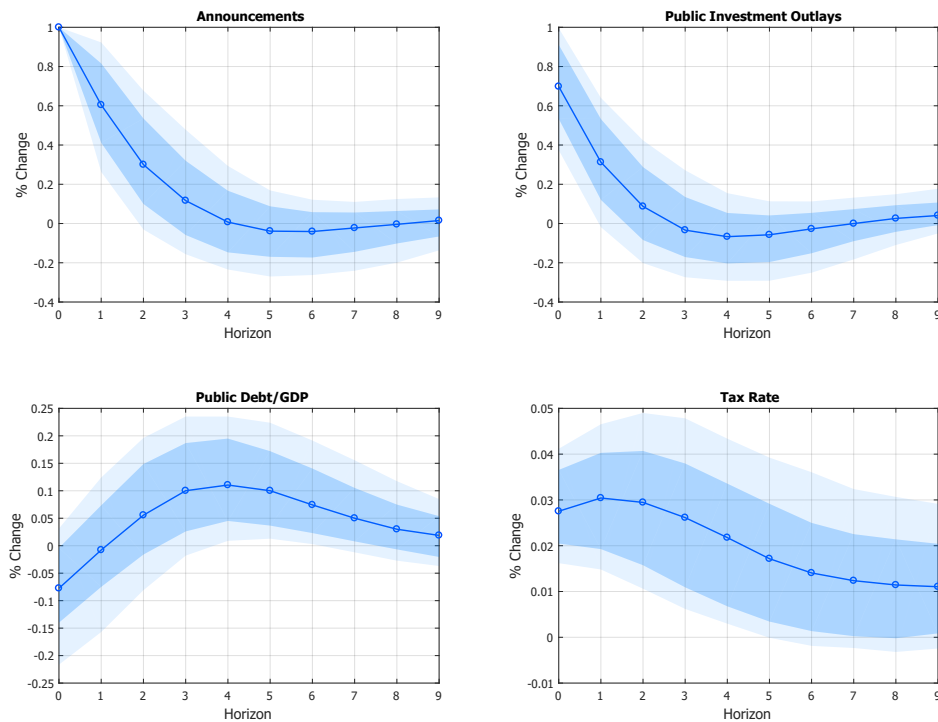 Announcements
% Change
1
0.8
0.6
0.4
0.2
0
-0.2
-0.4
0 1 2 3 4 5 6 7 8 9
Horizon
Public Investment Outlays
% Change
1
0.8
0.6
0.4
0.2
0
-0.2
-0.4
0 1 2 3 4 5 6 7 8 9
Horizon
Public Debt/GDP
% Change
0.25
0.2
0.15
0.1
0.05
0
-0.05
-0.1
-0.15
-0.2
-0.25
0 1 2 3 4 5 6 7 8 9
Horizon
Tax Rate
% Change
0.05
0.04
0.03
0.02
0.01
0
-0.01
0 1 2 3 4 5 6 7 8 9
Horizon